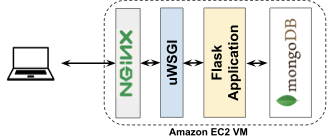 NGINX
uWSGI
Flask
Application
mongoDB
Amazon EC2 VM